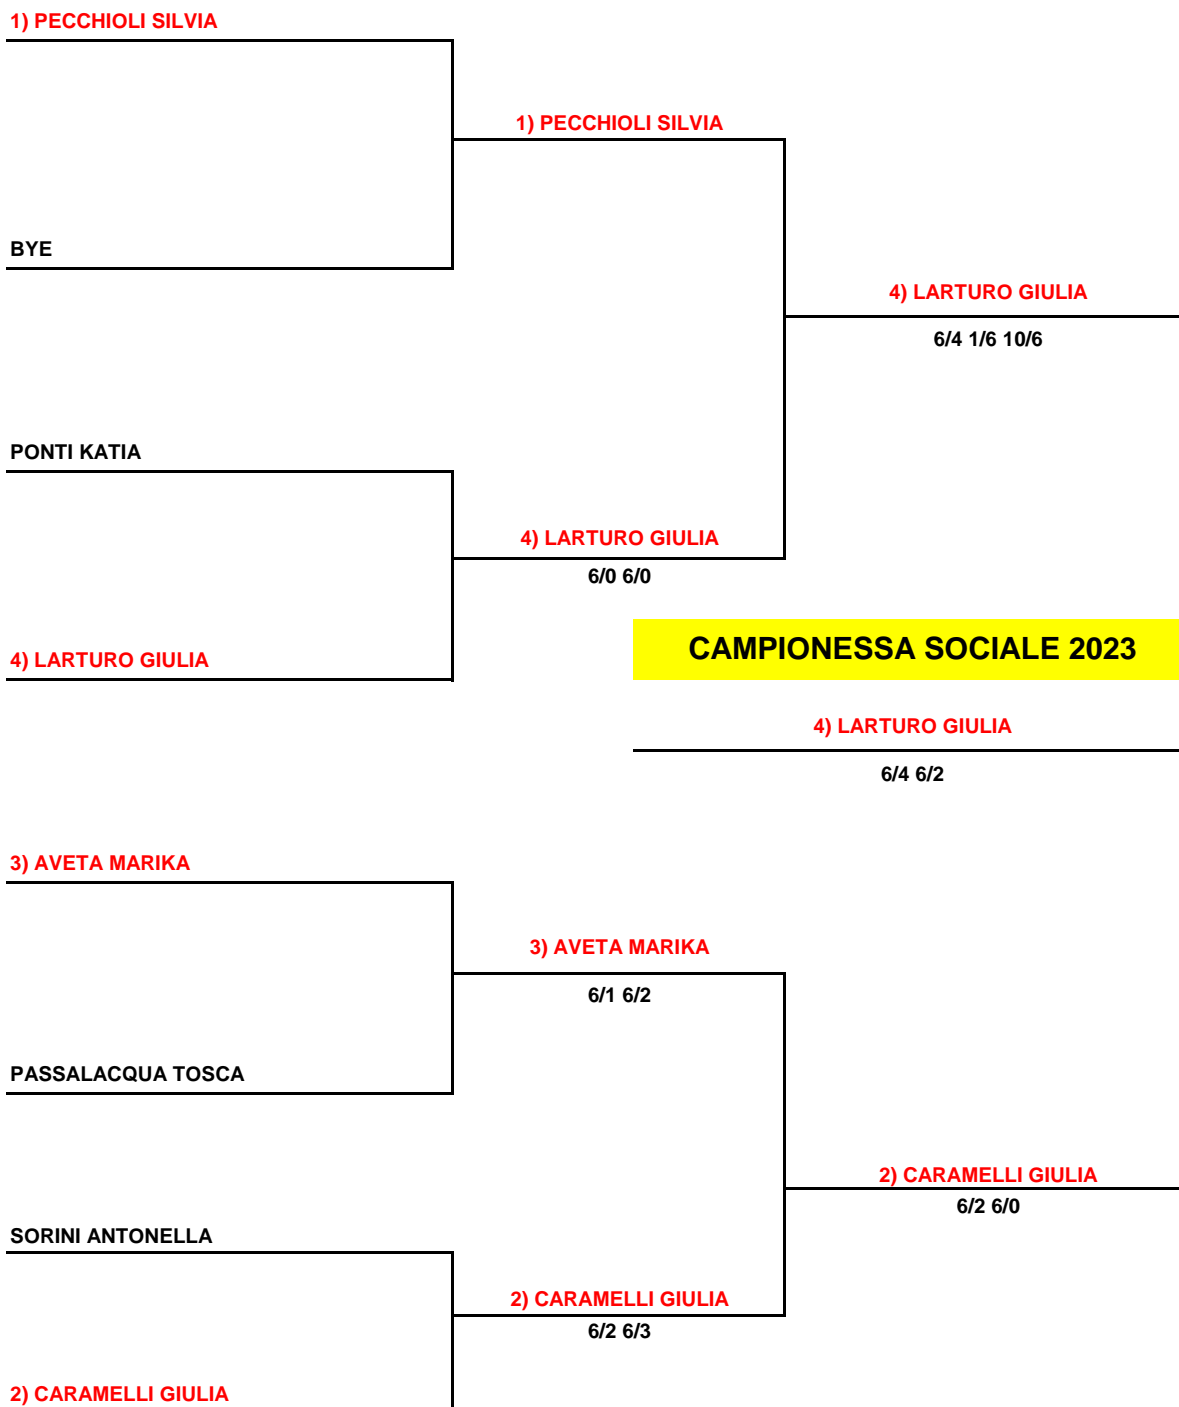 1) PECCHIOLI SILVIA
1) PECCHIOLI SILVIA
BYE
4) LARTURO GIULIA
6/4 1/6 10/6
PONTI KATIA
4) LARTURO GIULIA
6/0 6/0
CAMPIONESSA SOCIALE 2023
4) LARTURO GIULIA
4) LARTURO GIULIA
6/4 6/2
3) AVETA MARIKA
3) AVETA MARIKA
6/1 6/2
PASSALACQUA TOSCA
2) CARAMELLI GIULIA
6/2 6/0
SORINI ANTONELLA
2) CARAMELLI GIULIA
6/2 6/3
2) CARAMELLI GIULIA